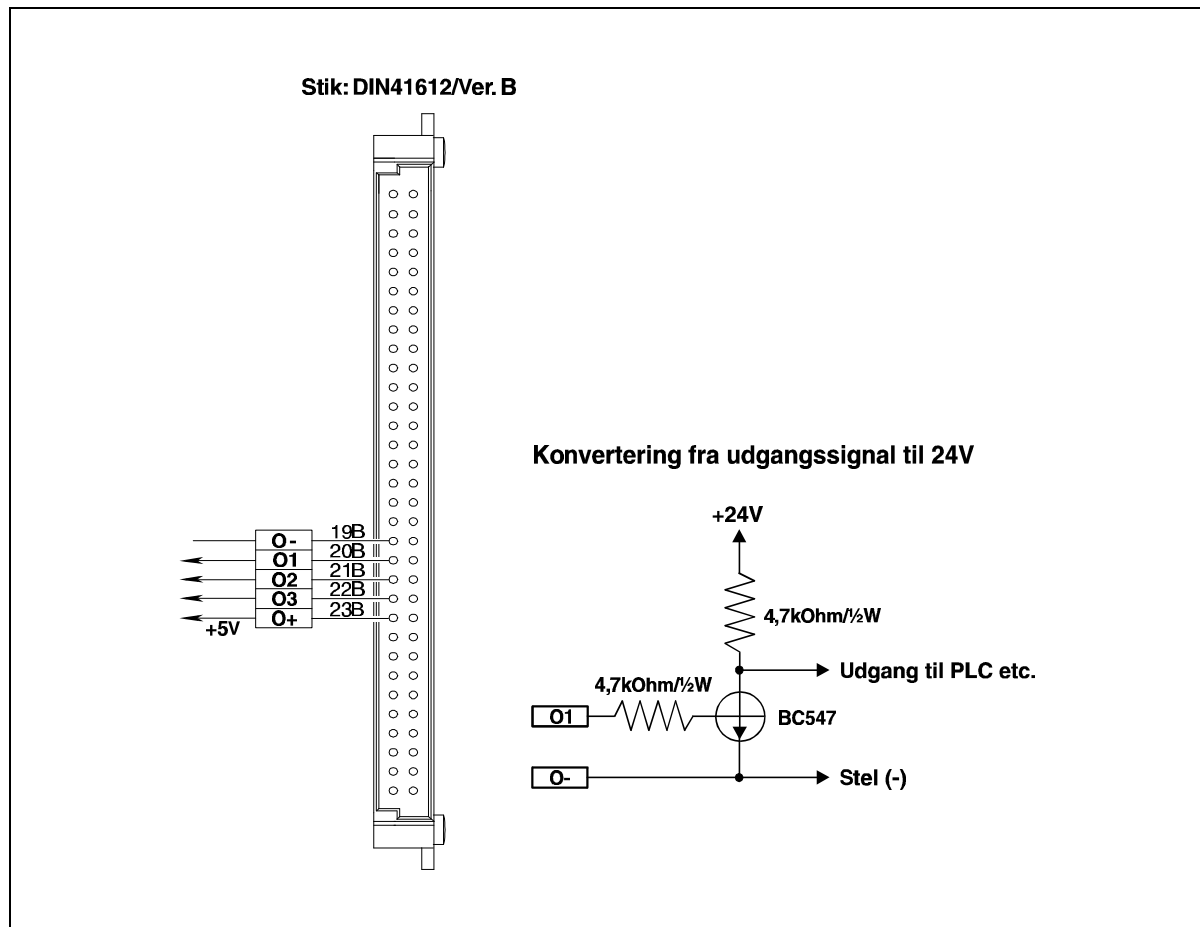 Stik: DIN41612/Ver. B
Konvertering fra udgangssignal til 24V
+24V
4,7kOhm/½W
Udgang til PLC etc.
4,7kOhm/½W
O1
BC547
O-
Stel (-)
O- 19B
O1 20B
O2 21B
O3 22B
O+ 23B
+5V